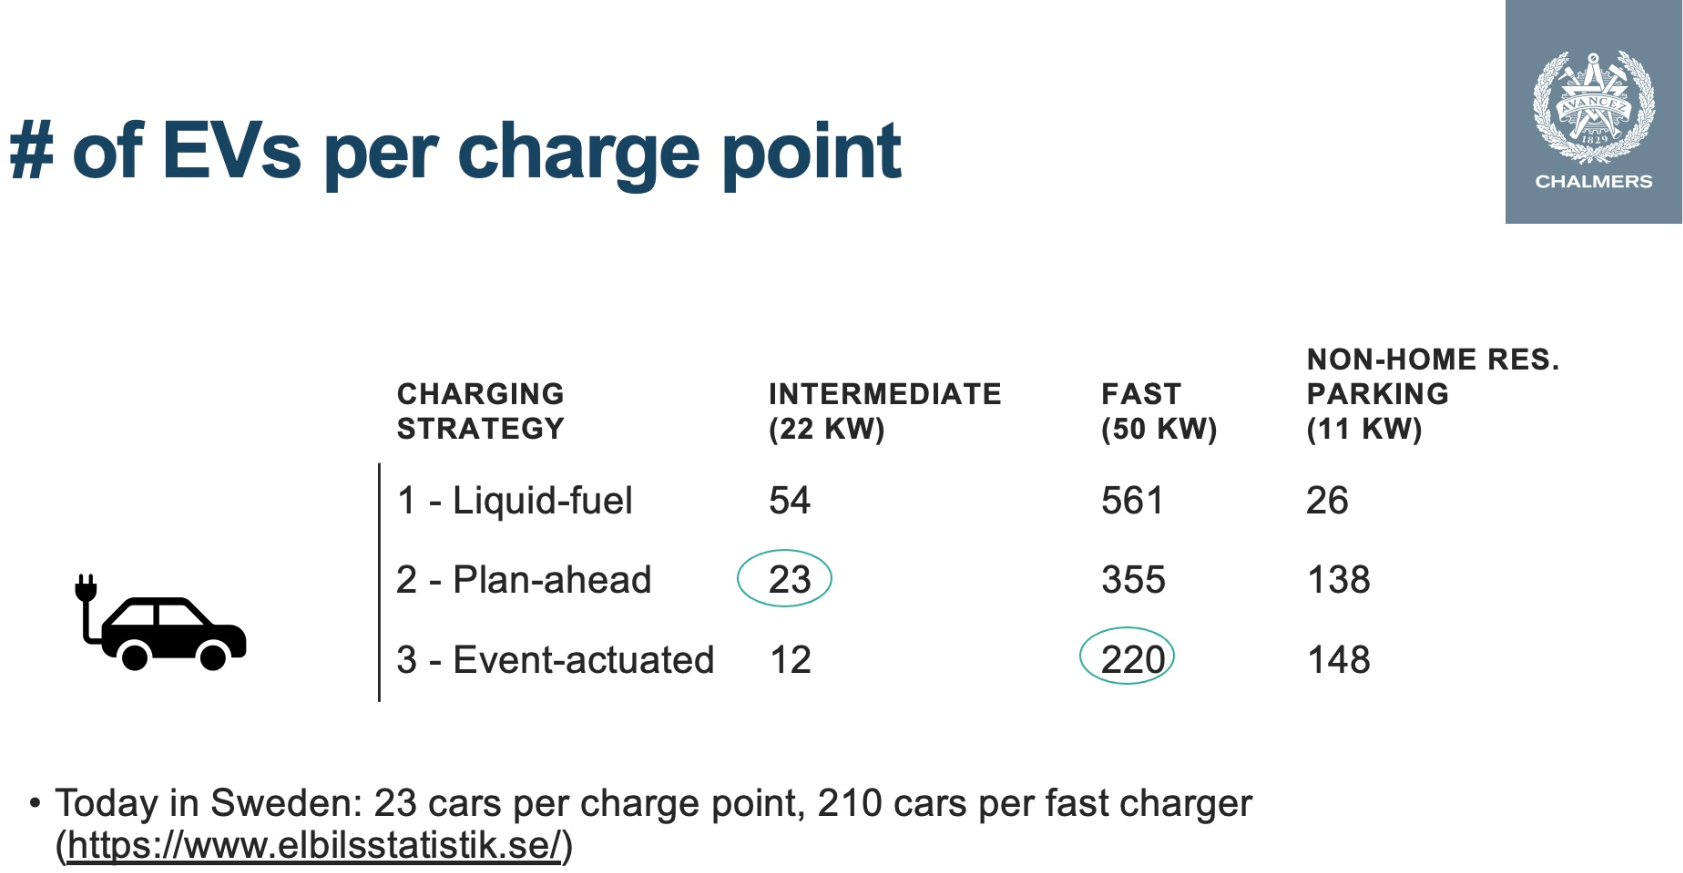 # of EVs per charge point
AVANCEZ
1829
CHALMERS
CHARGING STRATEGY INTERMEDIATE (22 KW) FAST (50 KW) NON-HOME RES. PARKING (11 KW)
1 - Liquid-fuel 54 561 26
2 - Plan-ahead 23 355 138
3 - Event-actuated 12 220 148
• Today in Sweden: 23 cars per charge point, 210 cars per fast charger
(https://www.elbilsstatistik.se/)